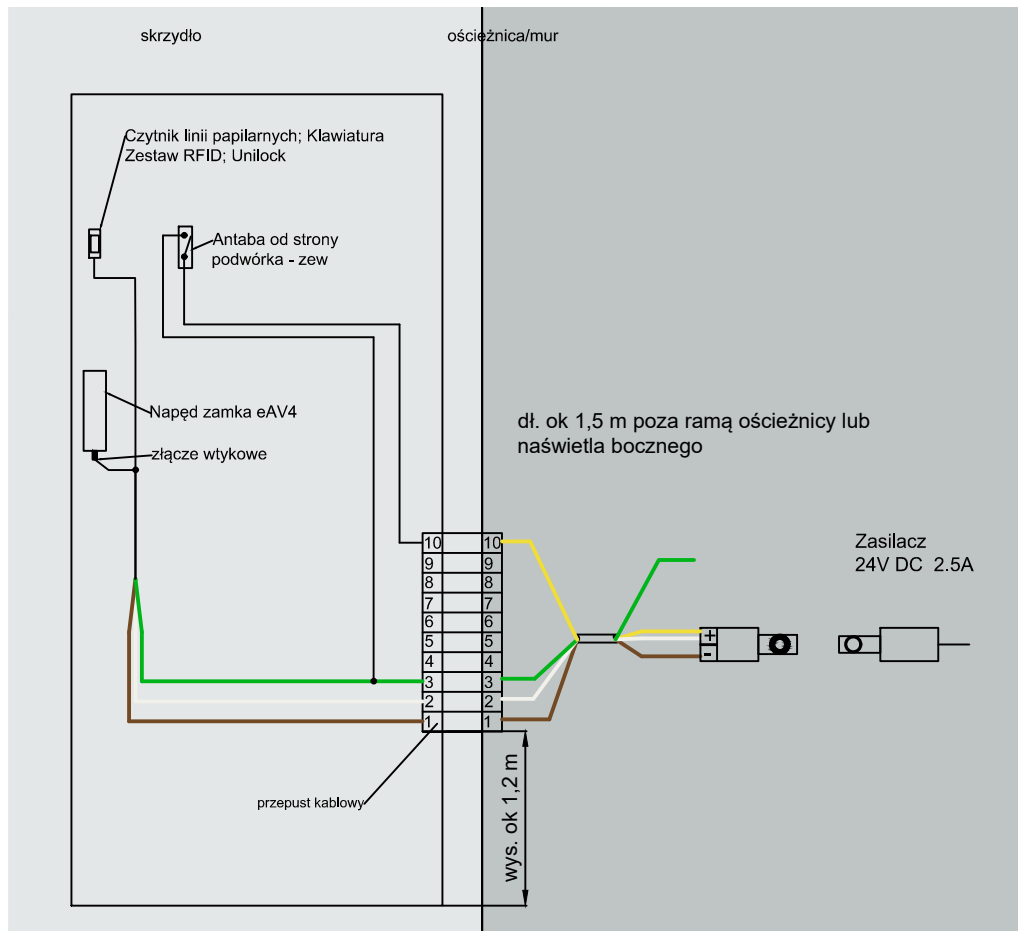 skrzydło
ościeżnica/mur
Czytnik linii papilarnych; Klawiatura
Zestaw RFID; Unilock
Antaba od strony
podwórka - zew
Napęd zamka eAV4
złącze wtykowe
dł. ok 1,5 m poza ramą ościeżnicy lub
naświetla bocznego
Zasilacz
24V DC 2.5A
10 10
9 9
8 8
7 7
6 6
5 5
4 4
3 3
2 2
1 1
+
-
przepust kablowy
wys. ok 1,2 m